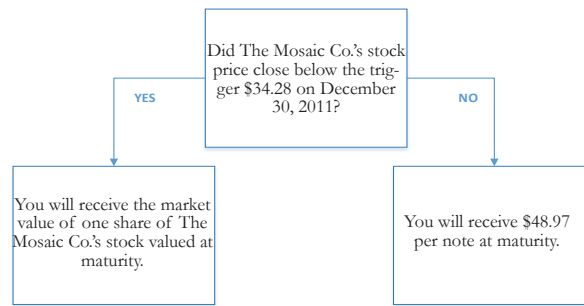 Did The Mosaic Co.'s stock
price close below the trig-
ger $34.28 on December
30, 2011?
YES
NO
You will receive the market
value of one share of The
Mosaic Co.'s stock valued at
maturity.
You will receive $48.97
per note at maturity.